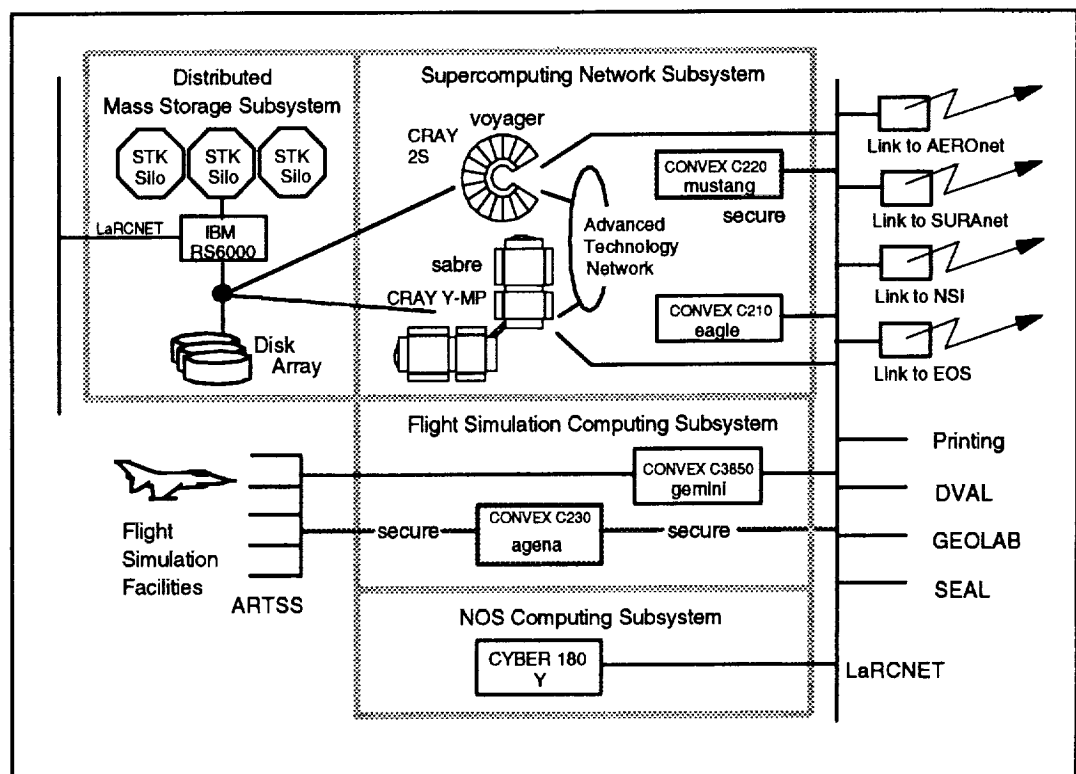 Distributed
Mass Storage Subsystem
STK
Silo
STK
Silo
STK
Silo
LaRCNET
IBM
RS6000
Disk
Array
Supercomputing Network Subsystem
voyager
CRAY
2S
CONVEX C220
mustang
secure
Advanced
Technology
Network
sabre
CRAY Y-MP
CONVEX C210
eagle
Link to AEROnet
Link to SURAnet
Link to NSI
Link to EOS
Flight Simulation Computing Subsystem
CONVEX C3850
gemini
secure
CONVEX C230
agena
secure
Flight
Simulation
Facilities
ARTSS
Printing
DVAL
GEOLAB
SEAL
NOS Computing Subsystem
CYBER 180
Y
LaRCNET